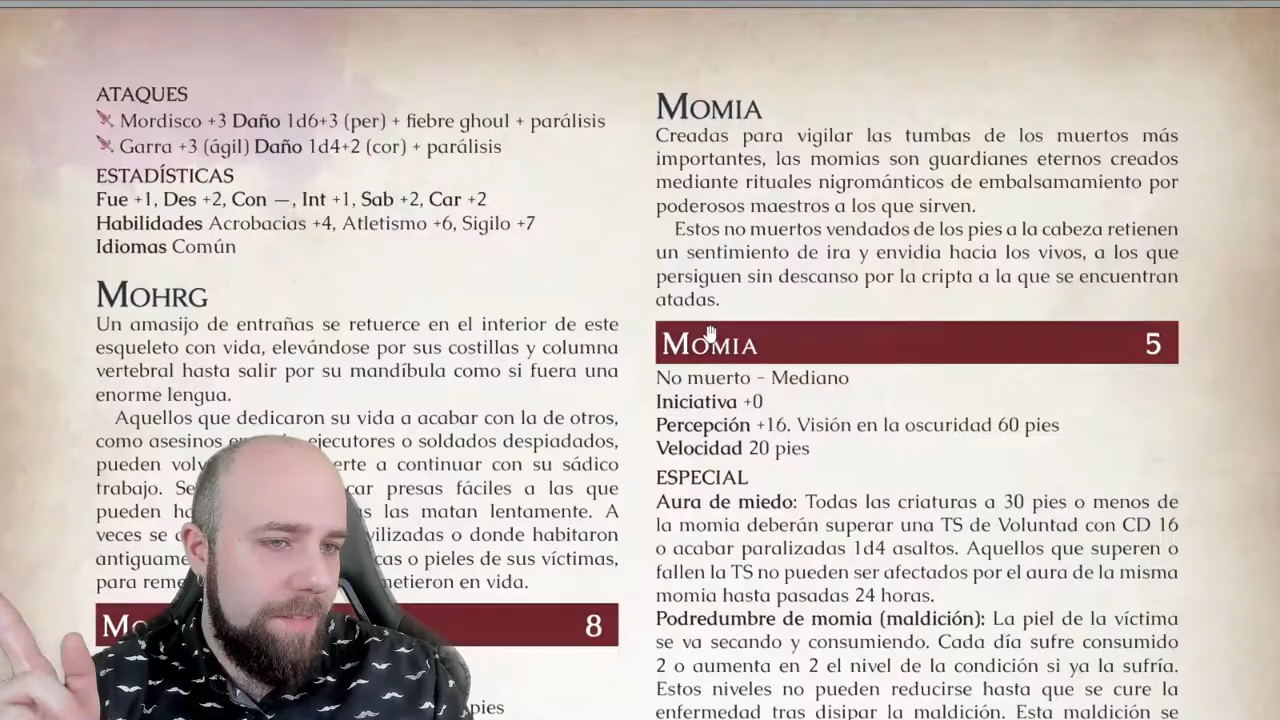 ATAQUES
Mordisco +3 Daño 1d6+3 (per) + fiebre ghoul + parálisis
Garra +3 (ágil) Daño 1d4+2 (cor) + parálisis
ESTADÍSTICAS
Fue +1, Des +2, Con —, Int +1, Sab +2, Car +2
Habilidades Acrobacias +4, Atletismo +6, Sigilo +7
Idiomas Común
MOHRG
Un amasijo de entrañas se retuerce en el interior de este
esqueleto con vida, elevándose por sus costillas y columna
vertebral hasta salir por su mandíbula como si fuera una
enorme lengua.
Aquellos que dedicaron su vida a acabar con la de otros,
como asesinos ejecutores o soldados despiadados,
pueden a continuar con su sádico
trabajo. presas fáciles a las que
pueden las matan lentamente. A
veces se o donde habitaron
o pieles de sus víctimas,
para en vida.
8
pies
MOMIA
Creadas para vigilar las tumbas de los muertos más
importantes, las momias son guardianes eternos creados
mediante rituales nigrománticos de embalsamamiento por
poderosos maestros a los que sirven.
Estos no muertos vendados de los pies a la cabeza retienen
un sentimiento de ira y envidia hacia los vivos, a los que
persiguen sin descanso por la cripta a la que se encuentran
atadas.
MOMIA 5
No muerto – Mediano
Iniciativa +0
Percepción +16. Visión en la oscuridad 60 pies
Velocidad 20 pies
ESPECIAL
Aura de miedo: Todas las criaturas a 30 pies o menos de
la momia deberán superar una TS de Voluntad con CD 16
o acabar paralizadas 1d4 asaltos. Aquellos que superen o
fallen la TS no pueden ser afectados por el aura de la misma
momia hasta pasadas 24 horas.
Podredumbre de momia (maldición): La piel de la víctima
se va secando y consumiendo. Cada día sufre consumido
2 o aumenta en 2 el nivel de la condición si ya la sufría.
Estos niveles no pueden reducirse hasta que se cure la
enfermedad tras disipar la maldición. Esta maldición se